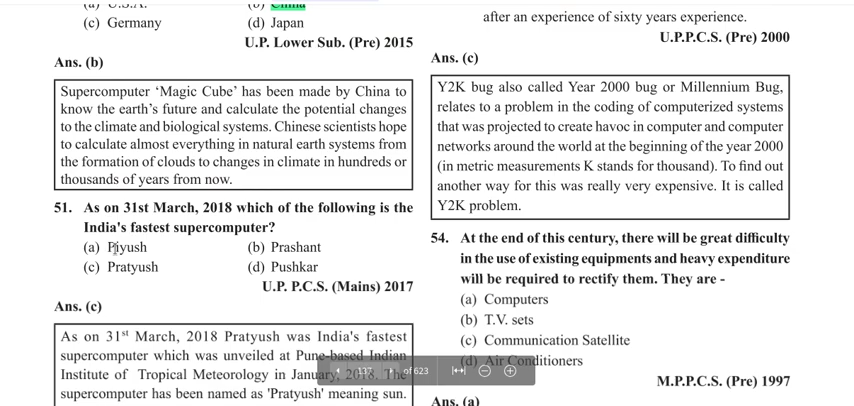 (a) U.S.A.
(b) China
(c) Germany
(d) Japan
U.P. Lower Sub. (Pre) 2015
Ans. (b)
Supercomputer ‘Magic Cube’ has been made by China to
know the earth’s future and calculate the potential changes
to the climate and biological systems. Chinese scientists hope
to calculate almost everything in natural earth systems from
the formation of clouds to changes in climate in hundreds or
thousands of years from now.
51. As on 31st March, 2018 which of the following is the
India's fastest supercomputer?
(a) Piyush
(b) Prashant
(c) Pratyush
(d) Pushkar
U.P. P.C.S. (Mains) 2017
Ans. (c)
As on 31st March, 2018 Pratyush was India's fastest
supercomputer which was unveiled at Pune-based Indian
Institute of Tropical Meteorology in January, 2018. The
supercomputer has been named as 'Pratyush' meaning sun.
after an experience of sixty years experience.
U.P.P.C.S. (Pre) 2000
Ans. (c)
Y2K bug also called Year 2000 bug or Millennium Bug,
relates to a problem in the coding of computerized systems
that was projected to create havoc in computer and computer
networks around the world at the beginning of the year 2000
(in metric measurements K stands for thousand). To find out
another way for this was really very expensive. It is called
Y2K problem.
54. At the end of this century, there will be great difficulty
in the use of existing equipments and heavy expenditure
will be required to rectify them. They are -
(a) Computers
(b) T.V. sets
(c) Communication Satellite
(d) Air Conditioners
M.P.P.C.S. (Pre) 1997
Ans. (a)
137 of 623